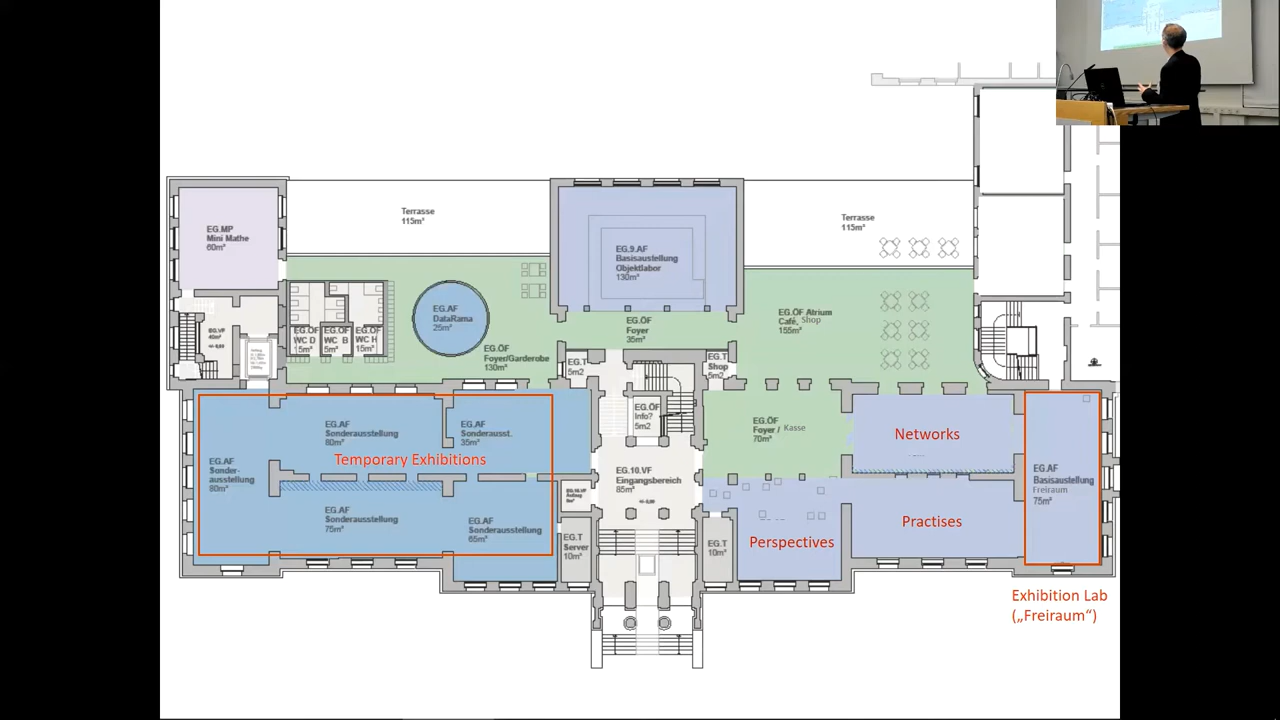 Terrasse
115m²
EG.MP
Mini Mathe
60m²
Terrasse
115m²
EG.9.AF
Basisaustellung
Objektlabor
130m²
EG.AF
DataRama
25m²
EG.ÖF Atrium
Café, Shop
155m²
EG.ÖF
Foyer
35m²
EG.VF
40m²
EG.ÖF
WC D
15m²
EG.ÖF
WC B
5m²
EG.ÖF
WC H
15m²
EG.ÖF
Foyer/Garderobe
130m²
EG.T
5m2
EG.T
Shop
5m2
EG.AF
Sonderausstellung
80m²
EG.AF
Sonderausst.
35m²
EG.ÖF
Info?
5m2
EG.ÖF
Foyer / Kasse
70m²
Networks
Temporary Exhibitions
EG.AF
Sonder-
ausstellung
80m²
EG.10.VF
Eingangsbereich
85m²
EG.AF
Basisaustellung
Freiraum
75m²
EG.AF
Sonderausstellung
75m²
EG.AF
Sonderausstellung
65m²
EG.T
Server
10m²
EG.T
10m²
Perspectives
Practises
Exhibition Lab
(„Freiraum“)